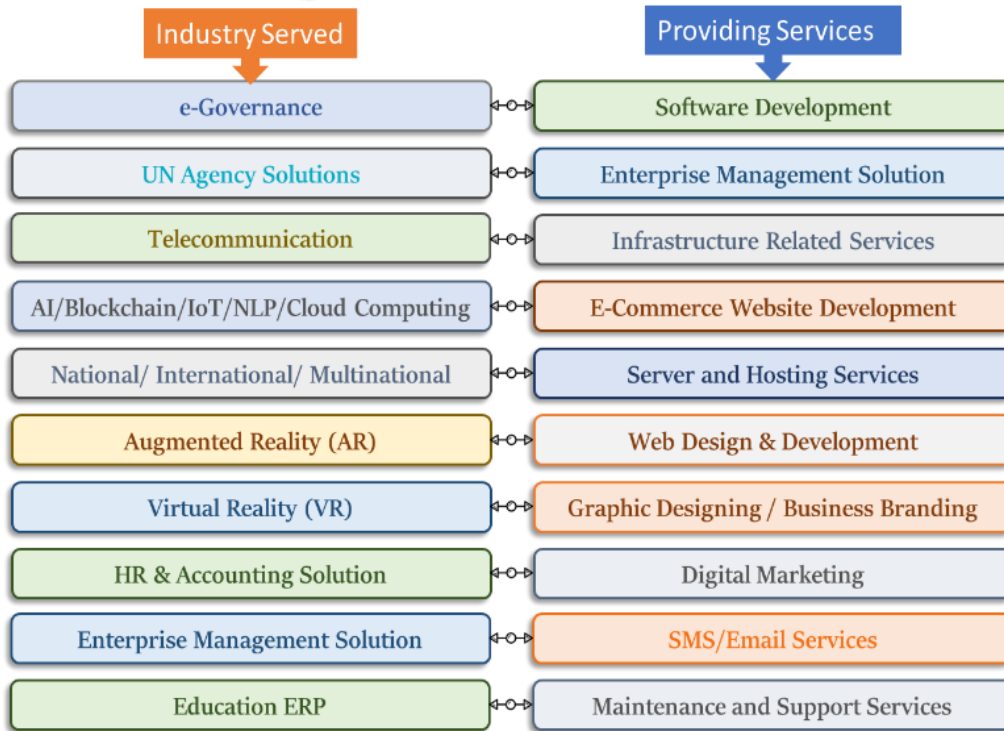 Industry Served
Providing Services
e-Governance
Software Development
UN Agency Solutions
Enterprise Management Solution
Telecommunication
Infrastructure Related Services
AI/Blockchain/IoT/NLP/Cloud Computing
E-Commerce Website Development
National/ International/ Multinational
Server and Hosting Services
Augmented Reality (AR)
Web Design & Development
Virtual Reality (VR)
Graphic Designing / Business Branding
HR & Accounting Solution
Digital Marketing
Enterprise Management Solution
SMS/Email Services
Education ERP
Maintenance and Support Services